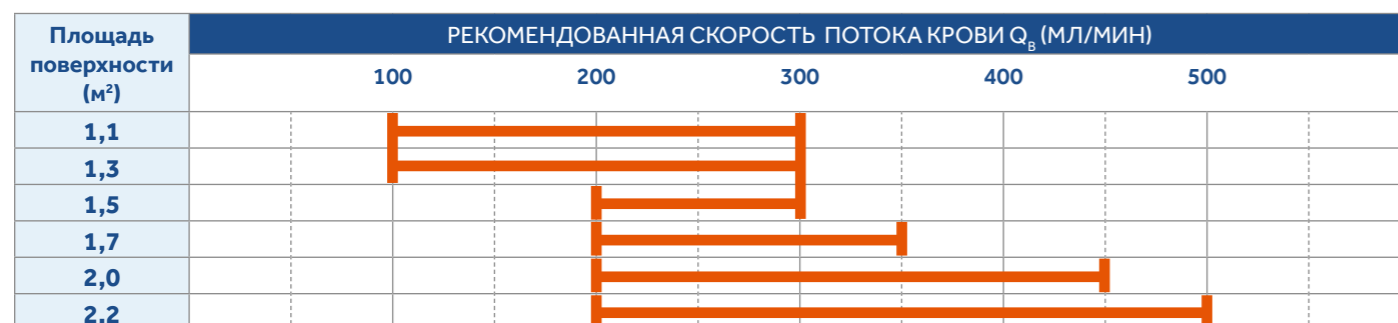 Площадь поверхности (м²)
РЕКОМЕНДОВАННАЯ СКОРОСТЬ ПОТОКА КРОВИ Q_B (МЛ/МИН)
100 200 300 400 500
1,1
1,3
1,5
1,7
2,0
2,2